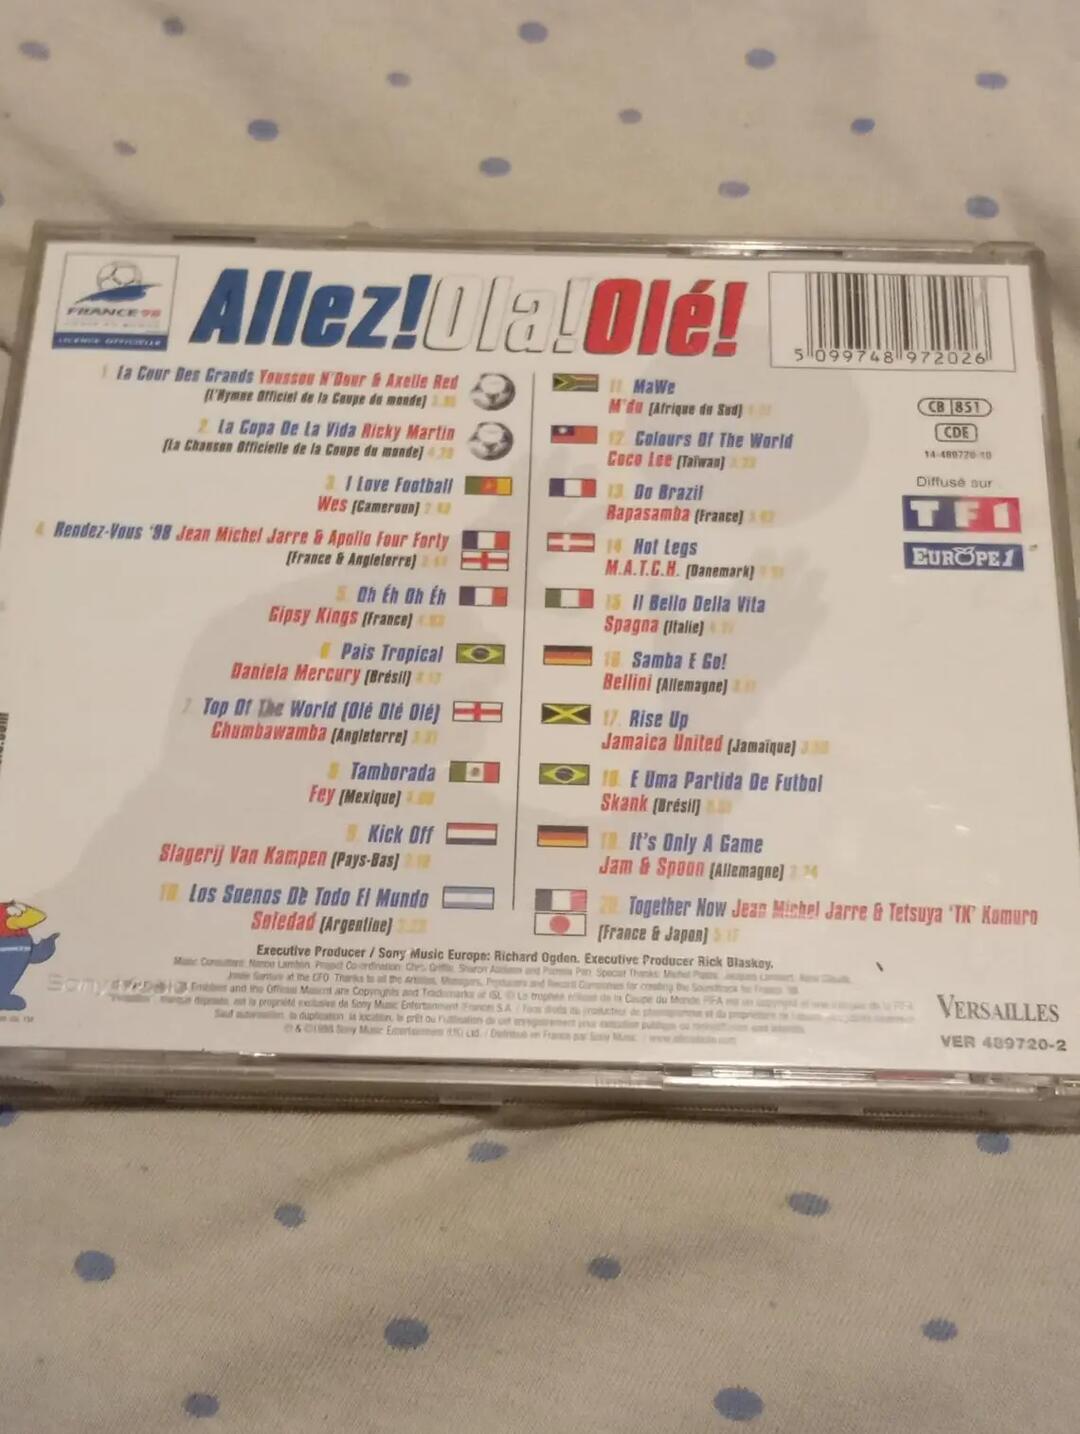 FRANCE 98
LICENCE OFFICIELLE
Allez! Ola! Olé!
5 099748 972026
1. La Cour Des Grands Youssou N'Dour & Axelle Red
(L'Hymne Officiel de la Coupe du monde)
2. La Copa De La Vida Ricky Martin
(La Chanson Officielle de la Coupe du monde)
3. I Love Football
Wes (Cameroun)
4. Rendez-Vous '98 Jean Michel Jarre & Apollo Four Forty
(France & Angleterre)
5. Oh Éh Oh Éh
Gipsy Kings (France)
6. Pais Tropical
Daniela Mercury (Brésil)
7. Top Of The World (Olé Olé Olé)
Chumbawamba (Angleterre)
8. Tamborada
Fey (Mexique)
9. Kick Off
Slagerij Van Kampen (Pays-Bas)
10. Los Suenos De Todo El Mundo
Soledad (Argentine)
11. MaWe
M'du (Afrique du Sud)
12. Colours Of The World
Coco Lee (Taïwan)
13. Do Brazil
Rapasamba (France)
14. Hot Legs
M.A.T.C.H. (Danemark)
15. Il Bello Della Vita
Spagna (Italie)
16. Samba E Go!
Bellini (Allemagne)
17. Rise Up
Jamaica United (Jamaïque)
18. E Uma Partida De Futbol
Skank (Brésil)
19. It's Only A Game
Jam & Spoon (Allemagne)
20. Together Now Jean Michel Jarre & Tetsuya 'TK' Komuro
(France & Japon)
CB 851
CDE
14-489720-10
Diffusé sur
TF1
EUROPE 1
Executive Producer / Sony Music Europe: Richard Ogden. Executive Producer Rick Blaskey.
VERSAILLES
VER 489720-2